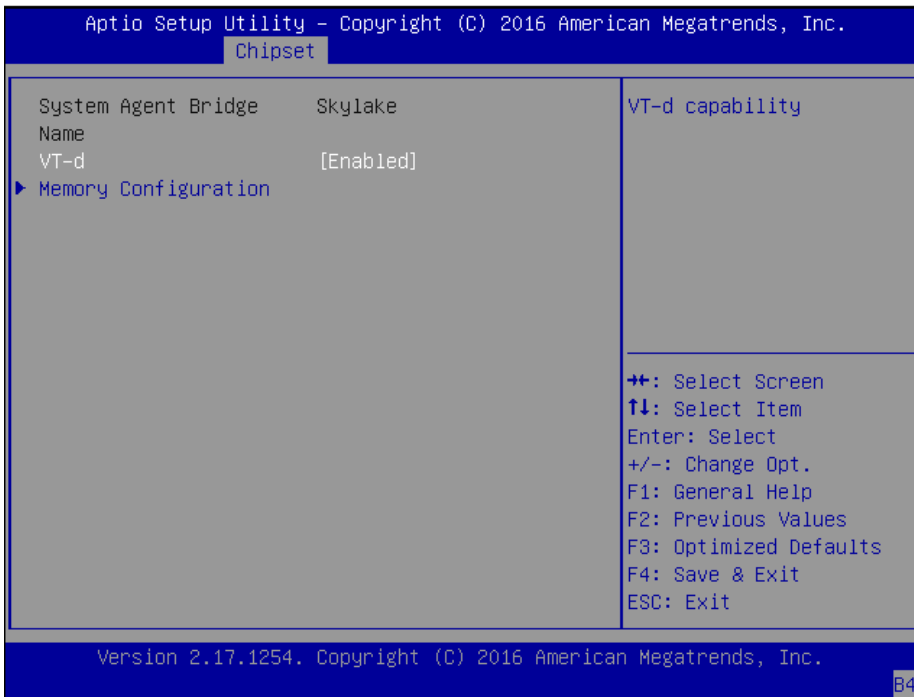 Aptio Setup Utility – Copyright (C) 2016 American Megatrends, Inc.
Chipset
System Agent Bridge Name Skylake
VT-d [Enabled]
Memory Configuration
VT-d capability
→←: Select Screen
↑↓: Select Item
Enter: Select
+/-: Change Opt.
F1: General Help
F2: Previous Values
F3: Optimized Defaults
F4: Save & Exit
ESC: Exit
Version 2.17.1254. Copyright (C) 2016 American Megatrends, Inc.
B4